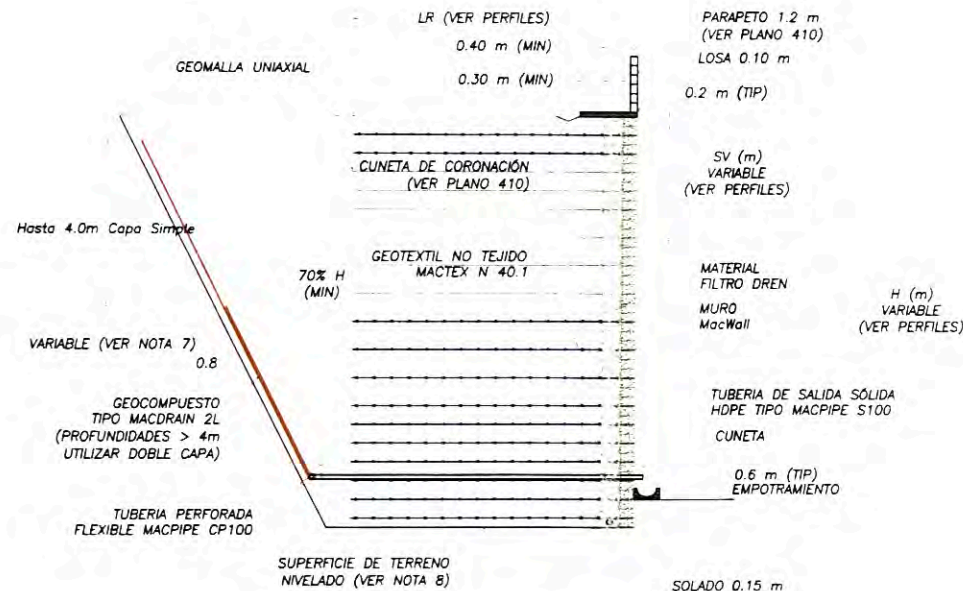 LR (VER PERFILES)
0.40 m (MIN)
0.30 m (MIN)
PARAPETO 1.2 m
(VER PLANO 410)
LOSA 0.10 m
0.2 m (TIP)
GEOMALLA UNIAXIAL
CUNETA DE CORONACIÓN
(VER PLANO 410)
SV (m)
VARIABLE
(VER PERFILES)
Hasta 4.0m Capa Simple
GEOTEXTIL NO TEJIDO
MACTEX N 40.1
70% H
(MIN)
MATERIAL
FILTRO DREN
MURO
MacWall
H (m)
VARIABLE
(VER PERFILES)
VARIABLE (VER NOTA 7)
0.8
GEOCOMPUESTO
TIPO MACDRAIN 2L
(PROFUNDIDADES > 4m
UTILIZAR DOBLE CAPA)
TUBERIA DE SALIDA SÓLIDA
HDPE TIPO MACPIPE S100
CUNETA
0.6 m (TIP)
EMPOTRAMIENTO
TUBERIA PERFORADA
FLEXIBLE MACPIPE CP100
SUPERFICIE DE TERRENO
NIVELADO (VER NOTA 8)
SOLADO 0.15 m